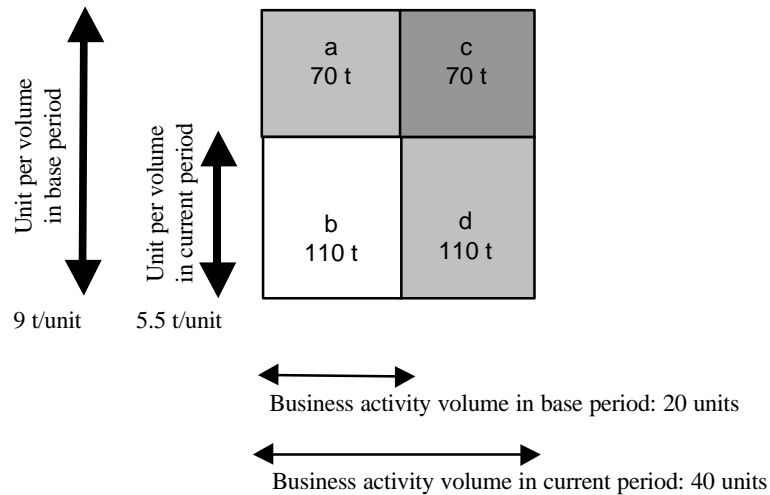 a
70 t
c
70 t
Unit per volume
in base period
Unit per volume
in current period
b
110 t
d
110 t
9 t/unit
5.5 t/unit
Business activity volume in base period: 20 units
Business activity volume in current period: 40 units